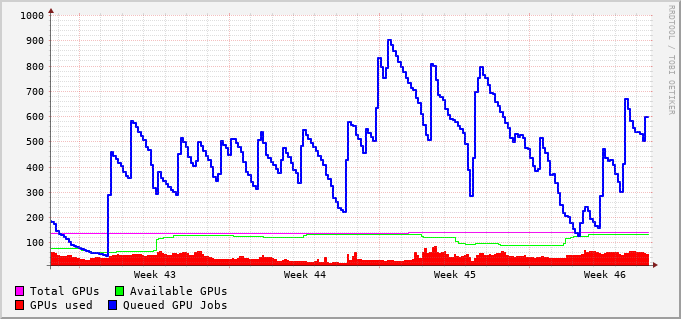 1000
900
800
700
600
500
400
300
200
100
Week 43 Week 44 Week 45 Week 46
Total GPUs Available GPUs
GPUs used Queued GPU Jobs
RRDTOOL / TOBI OETIKER